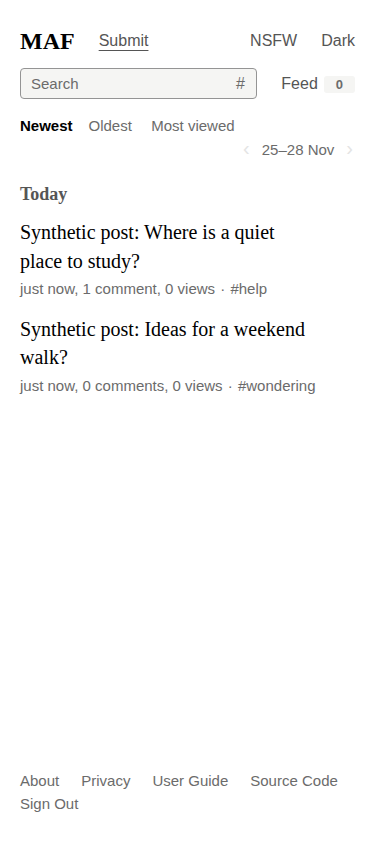 MAF Submit NSFW Dark
Search # Feed 0
Newest Oldest Most viewed
‹ 25–28 Nov ›
Today
Synthetic post: Where is a quiet
place to study?
just now, 1 comment, 0 views · #help
Synthetic post: Ideas for a weekend
walk?
just now, 0 comments, 0 views · #wondering
About Privacy User Guide Source Code
Sign Out